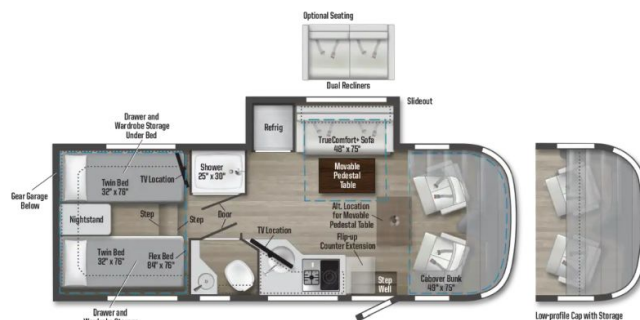 Optional Seating
Dual Recliners
Slideout
Drawer and
Wardrobe Storage
Under Bed
Refrig
TrueComfort+ Sofa
48" x 75"
Shower
25" x 30"
TV Location
Twin Bed
32" x 76"
Movable
Pedestal
Table
Gear Garage
Below
Nightstand
Step
Step
Door
Alt. Location
for Movable
Pedestal Table
TV Location
Flip-up
Counter Extension
Twin Bed
32" x 76"
Flex Bed
84" x 76"
Step
Well
Cabover Bunk
49" x 75"
Drawer and
Low-profile Cap with Storage